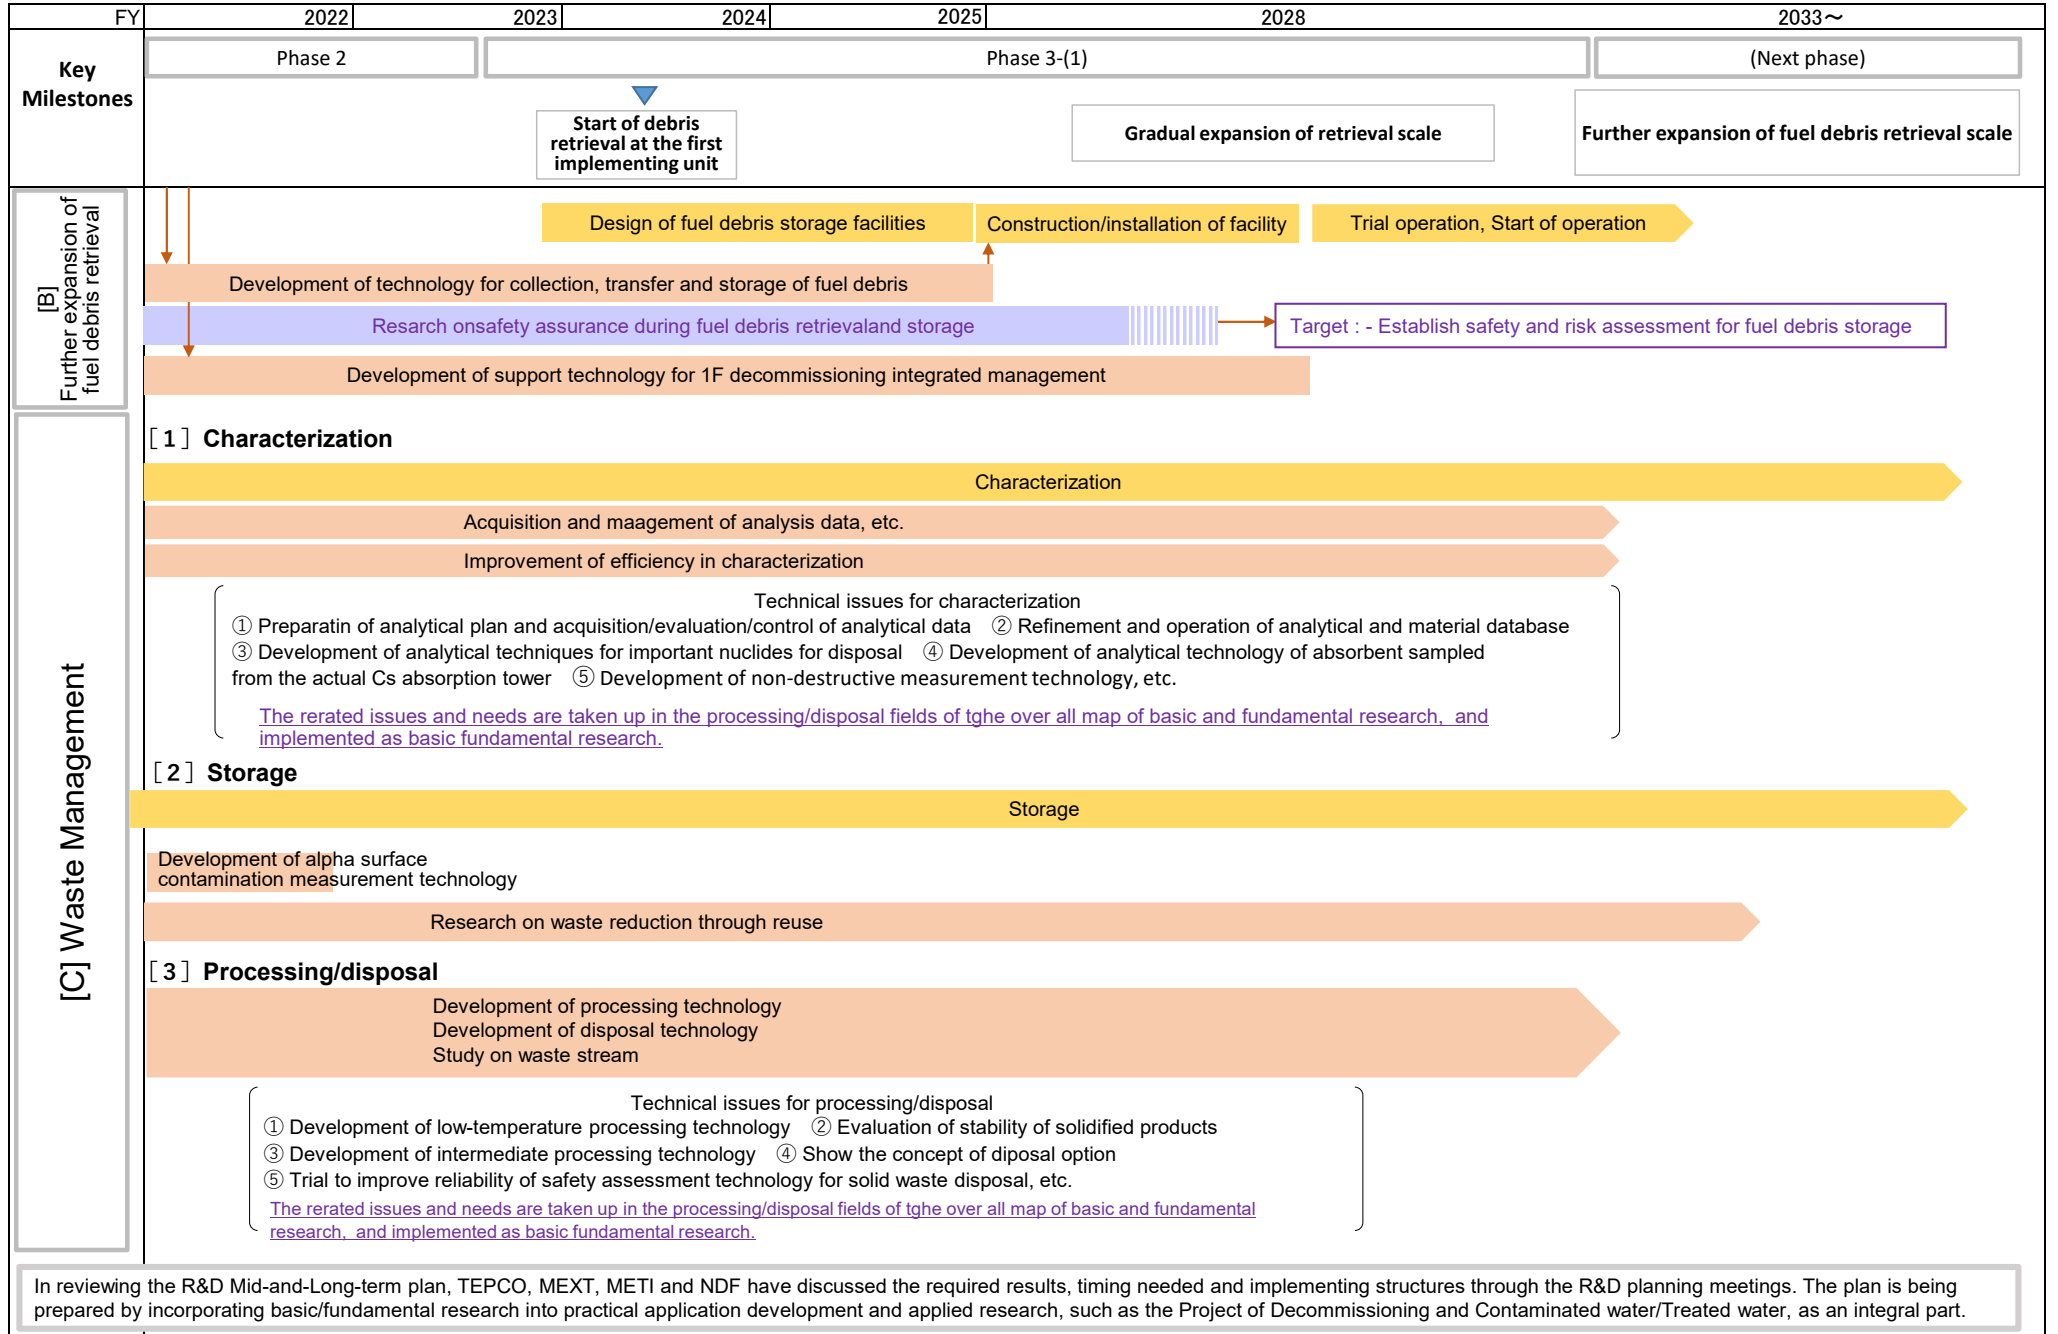 FY 2022 2023 2024 2025 2028 2033～
Key
Milestones
Phase 2
Phase 3-(1)
(Next phase)
Start of debris
retrieval at the first
implementing unit
Gradual expansion of retrieval scale
Further expansion of fuel debris retrieval scale
[B]
Further expansion of
fuel debris retrieval
Design of fuel debris storage facilities
Construction/installation of facility
Trial operation, Start of operation
Development of technology for collection, transfer and storage of fuel debris
Resarch onsafety assurance during fuel debris retrievaland storage
Target : - Establish safety and risk assessment for fuel debris storage
Development of support technology for 1F decommissioning integrated management
[C] Waste Management
［1］ Characterization
Characterization
Acquisition and maagement of analysis data, etc.
Improvement of efficiency in characterization
Technical issues for characterization
① Preparatin of analytical plan and acquisition/evaluation/control of analytical data ② Refinement and operation of analytical and material database
③ Development of analytical techniques for important nuclides for disposal ④ Development of analytical technology of absorbent sampled
from the actual Cs absorption tower ⑤ Development of non-destructive measurement technology, etc.
The rerated issues and needs are taken up in the processing/disposal fields of tghe over all map of basic and fundamental research, and
implemented as basic fundamental research.
［2］ Storage
Storage
Development of alpha surface
contamination measurement technology
Research on waste reduction through reuse
［3］ Processing/disposal
Development of processing technology
Development of disposal technology
Study on waste stream
Technical issues for processing/disposal
① Development of low-temperature processing technology ② Evaluation of stability of solidified products
③ Development of intermediate processing technology ④ Show the concept of diposal option
⑤ Trial to improve reliability of safety assessment technology for solid waste disposal, etc.
The rerated issues and needs are taken up in the processing/disposal fields of tghe over all map of basic and fundamental
research, and implemented as basic fundamental research.
In reviewing the R&D Mid-and-Long-term plan, TEPCO, MEXT, METI and NDF have discussed the required results, timing needed and implementing structures through the R&D planning meetings. The plan is being
prepared by incorporating basic/fundamental research into practical application development and applied research, such as the Project of Decommissioning and Contaminated water/Treated water, as an integral part.